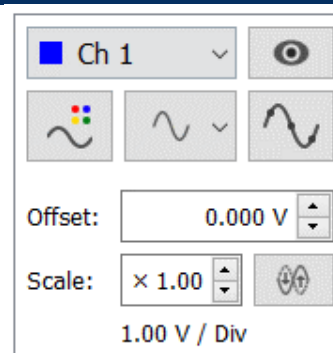 Ch 1
Offset: 0.000 V
Scale: × 1.00
1.00 V / Div